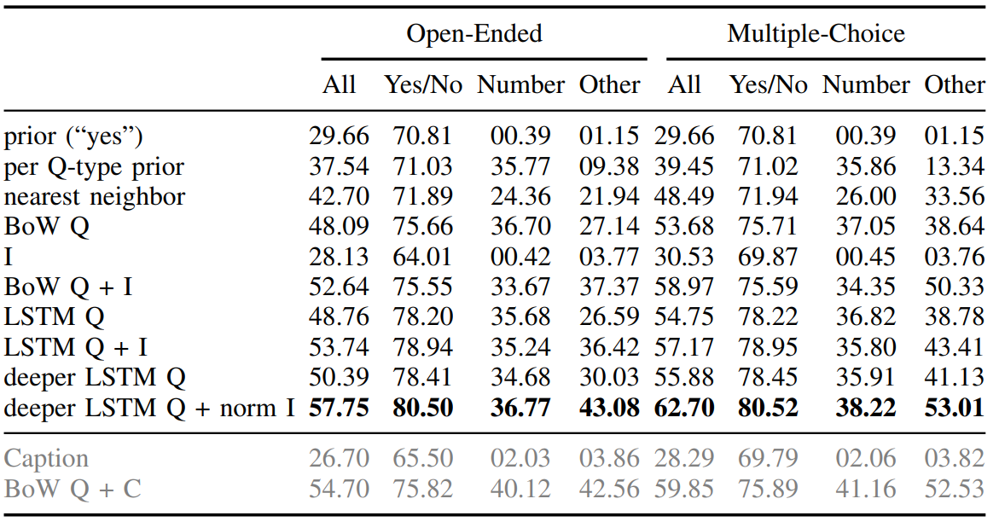 Open-Ended Multiple-Choice
All Yes/No Number Other All Yes/No Number Other
prior (“yes”) 29.66 70.81 00.39 01.15 29.66 70.81 00.39 01.15
per Q-type prior 37.54 71.03 35.77 09.38 39.45 71.02 35.86 13.34
nearest neighbor 42.70 71.89 24.36 21.94 48.49 71.94 26.00 33.56
BoW Q 48.09 75.66 36.70 27.14 53.68 75.71 37.05 38.64
I 28.13 64.01 00.42 03.77 30.53 69.87 00.45 03.76
BoW Q + I 52.64 75.55 33.67 37.37 58.97 75.59 34.35 50.33
LSTM Q 48.76 78.20 35.68 26.59 54.75 78.22 36.82 38.78
LSTM Q + I 53.74 78.94 35.24 36.42 57.17 78.95 35.80 43.41
deeper LSTM Q 50.39 78.41 34.68 30.03 55.88 78.45 35.91 41.13
deeper LSTM Q + norm I 57.75 80.50 36.77 43.08 62.70 80.52 38.22 53.01
Caption 26.70 65.50 02.03 03.86 28.29 69.79 02.06 03.82
BoW Q + C 54.70 75.82 40.12 42.56 59.85 75.89 41.16 52.53